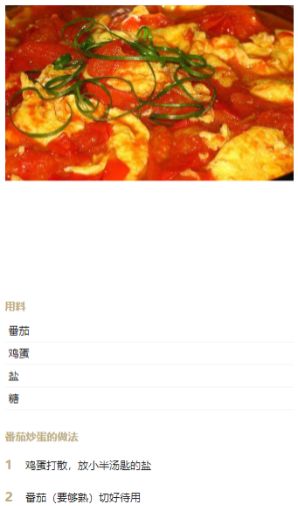 用料
番茄
鸡蛋
盐
糖
番茄炒蛋的做法
1 鸡蛋打散，放小半汤匙的盐
2 番茄（要够熟）切好待用